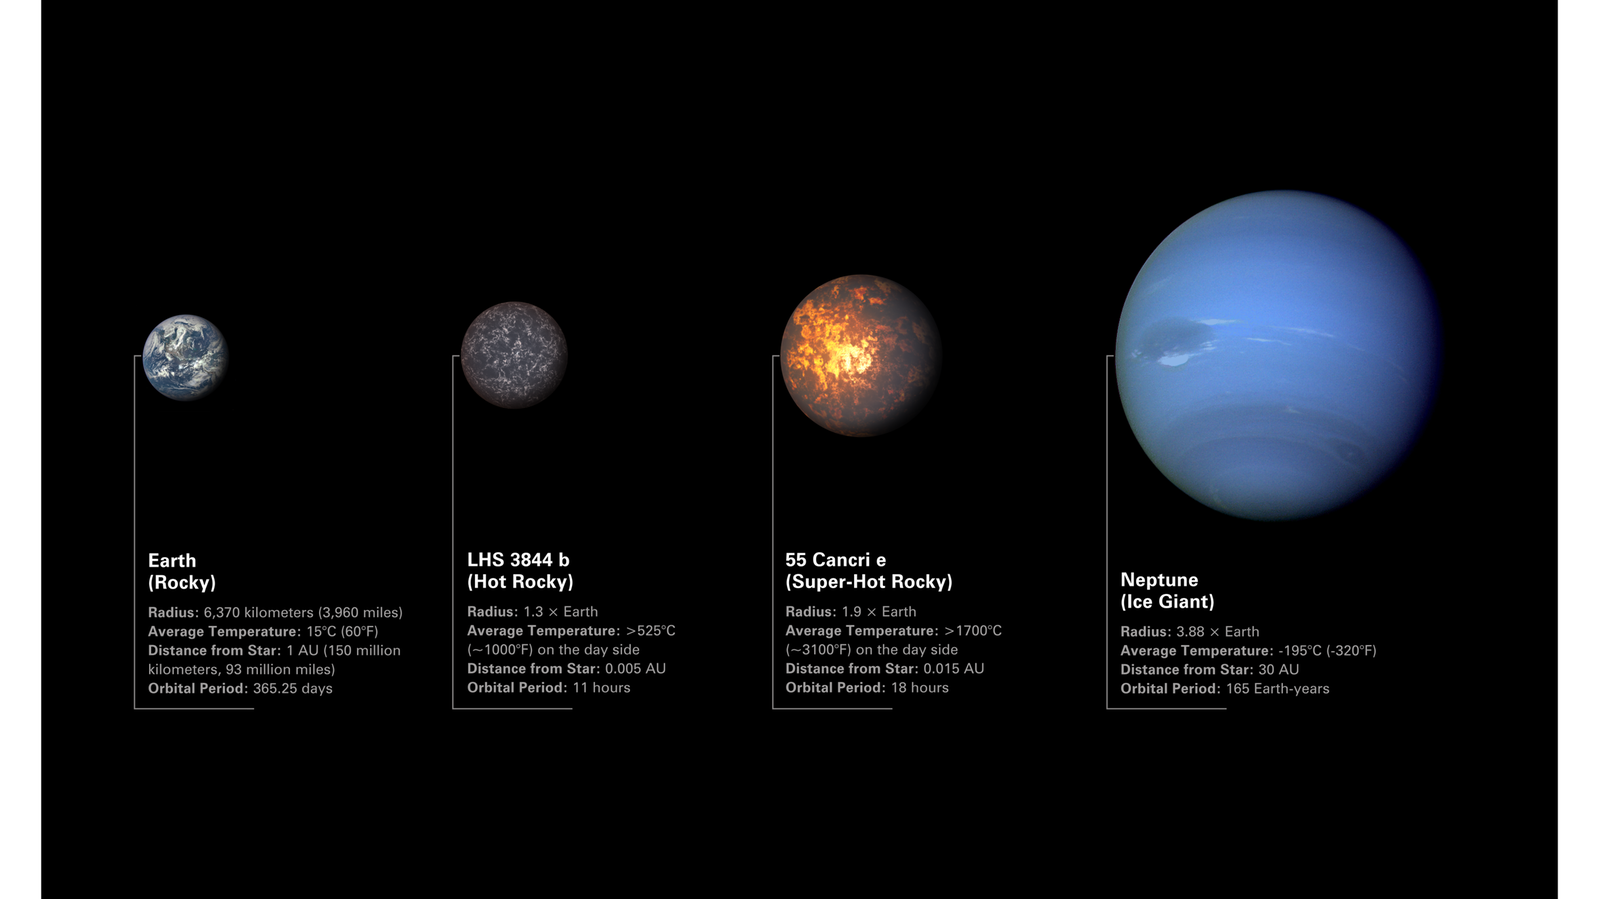 Earth
(Rocky)
Radius: 6,370 kilometers (3,960 miles)
Average Temperature: 15°C (60°F)
Distance from Star: 1 AU (150 million
kilometers, 93 million miles)
Orbital Period: 365.25 days
LHS 3844 b
(Hot Rocky)
Radius: 1.3 × Earth
Average Temperature: >525°C
(~1000°F) on the day side
Distance from Star: 0.005 AU
Orbital Period: 11 hours
55 Cancri e
(Super-Hot Rocky)
Radius: 1.9 × Earth
Average Temperature: >1700°C
(~3100°F) on the day side
Distance from Star: 0.015 AU
Orbital Period: 18 hours
Neptune
(Ice Giant)
Radius: 3.88 × Earth
Average Temperature: -195°C (-320°F)
Distance from Star: 30 AU
Orbital Period: 165 Earth-years